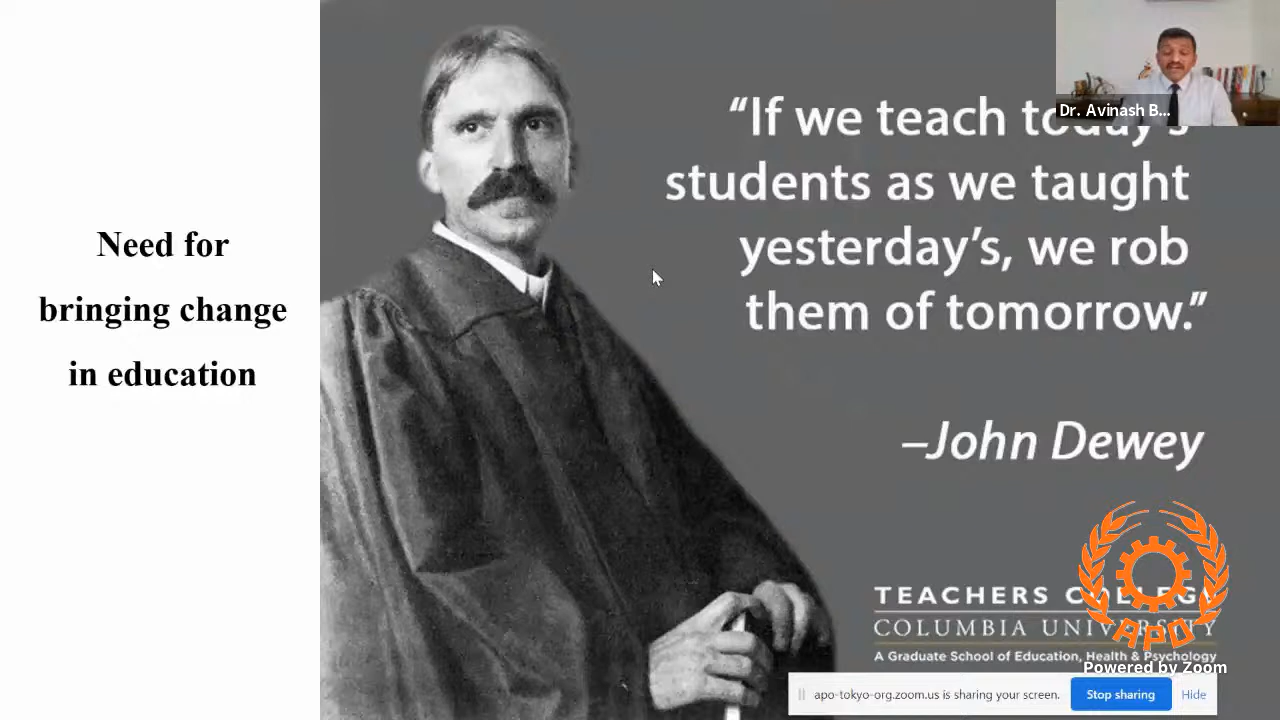 Need for
bringing change
in education
“If we teach today’s
students as we taught
yesterday’s, we rob
them of tomorrow.”
–John Dewey
Dr. Avinash B...
TEACHERS COLLEGE
COLUMBIA UNIVERSITY
A Graduate School of Education, Health & Psychology
APO
Powered by Zoom
apo-tokyo-org.zoom.us is sharing your screen.
Stop sharing
Hide